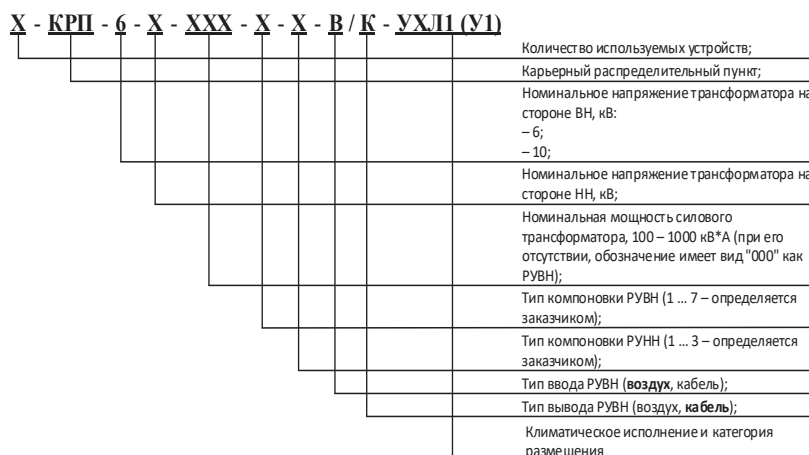 Х - КРП - 6 - Х - ХХХ - Х - Х - В / К - УХЛ1 (У1)
Количество используемых устройств;
Карьерный распределительный пункт;
Номинальное напряжение трансформатора на
стороне ВН, кВ:
– 6;
– 10;
Номинальное напряжение трансформатора на
стороне НН, кВ;
Номинальная мощность силового
трансформатора, 100 – 1000 кВ*А (при его
отсутствии, обозначение имеет вид "000" как
РУВН);
Тип компоновки РУВН (1 ... 7 – определяется
заказчиком);
Тип компоновки РУНН (1 ... 3 – определяется
заказчиком);
Тип ввода РУВН (воздух, кабель);
Тип вывода РУВН (воздух, кабель);
Климатическое исполнение и категория
размещения